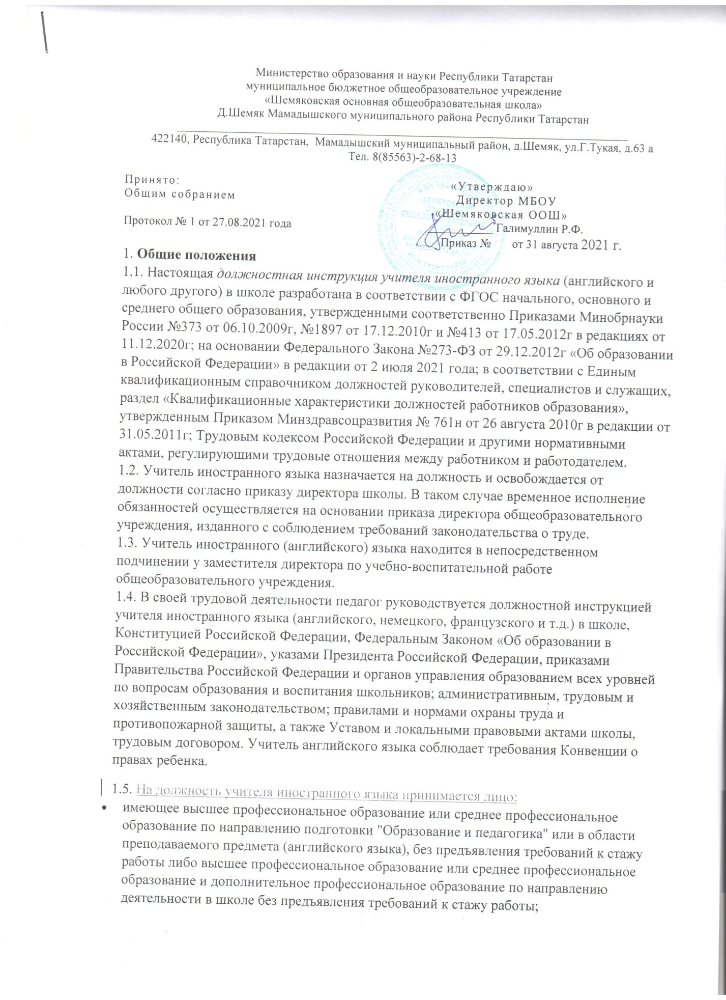 Министерство образования и науки Республики Татарстан
муниципальное бюджетное общеобразовательное учреждение
«Шемяковская основная общеобразовательная школа»
Д.Шемяк Мамадышского муниципального района Республики Татарстан
422140, Республика Татарстан, Мамадышский муниципальный район, д.Шемяк, ул.Г.Тукая, д.63 а
Тел. 8(85563)-2-68-13
Принято:
Общим собранием
Протокол № 1 от 27.08.2021 года
«Утверждаю»
Директор МБОУ
«Шемяковская ООШ»
Галимуллин Р.Ф.
Приказ № от 31 августа 2021 г.
«ШЕМЯКОВСКАЯ
ОСНОВНАЯ
ИНН 1626004959
1. Общие положения
1.1. Настоящая должностная инструкция учителя иностранного языка (английского и
любого другого) в школе разработана в соответствии с ФГОС начального, основного и
среднего общего образования, утвержденными соответственно Приказами Минобрнауки
России №373 от 06.10.2009г, №1897 от 17.12.2010г и №413 от 17.05.2012г в редакциях от
11.12.2020г; на основании Федерального Закона №273-ФЗ от 29.12.2012г «Об образовании
в Российской Федерации» в редакции от 2 июля 2021 года; в соответствии с Единым
квалификационным справочником должностей руководителей, специалистов и служащих,
раздел «Квалификационные характеристики должностей работников образования»,
утвержденным Приказом Минздравсоцразвития № 761н от 26 августа 2010г в редакции от
31.05.2011г; Трудовым кодексом Российской Федерации и другими нормативными
актами, регулирующими трудовые отношения между работником и работодателем.
1.2. Учитель иностранного языка назначается на должность и освобождается от
должности согласно приказу директора школы. В таком случае временное исполнение
обязанностей осуществляется на основании приказа директора общеобразовательного
учреждения, изданного с соблюдением требований законодательства о труде.
1.3. Учитель иностранного (английского) языка находится в непосредственном
подчинении у заместителя директора по учебно-воспитательной работе
общеобразовательного учреждения.
1.4. В своей трудовой деятельности педагог руководствуется должностной инструкцией
учителя иностранного языка (английского, немецкого, французского и т.д.) в школе,
Конституцией Российской Федерации, Федеральным Законом «Об образовании в
Российской Федерации», указами Президента Российской Федерации, приказами
Правительства Российской Федерации и органов управления образованием всех уровней
по вопросам образования и воспитания школьников; административным, трудовым и
хозяйственным законодательством; правилами и нормами охраны труда и
противопожарной защиты, а также Уставом и локальными правовыми актами школы,
трудовым договором. Учитель английского языка соблюдает требования Конвенции о
правах ребенка.
1.5. На должность учителя иностранного языка принимается лицо:
• имеющее высшее профессиональное образование или среднее профессиональное
образование по направлению подготовки "Образование и педагогика" или в области
преподаваемого предмета (английского языка), без предъявления требований к стажу
работы либо высшее профессиональное образование или среднее профессиональное
образование и дополнительное профессиональное образование по направлению
деятельности в школе без предъявления требований к стажу работы;